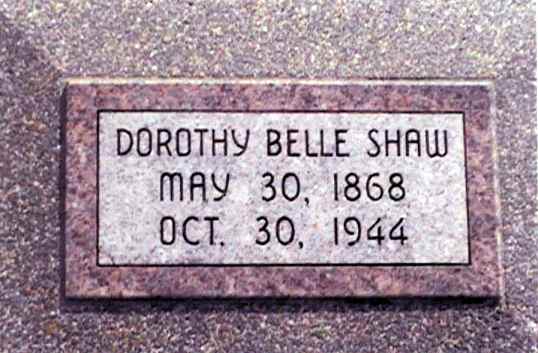 DOROTHY BELLE SHAW
MAY 30, 1868
OCT. 30, 1944